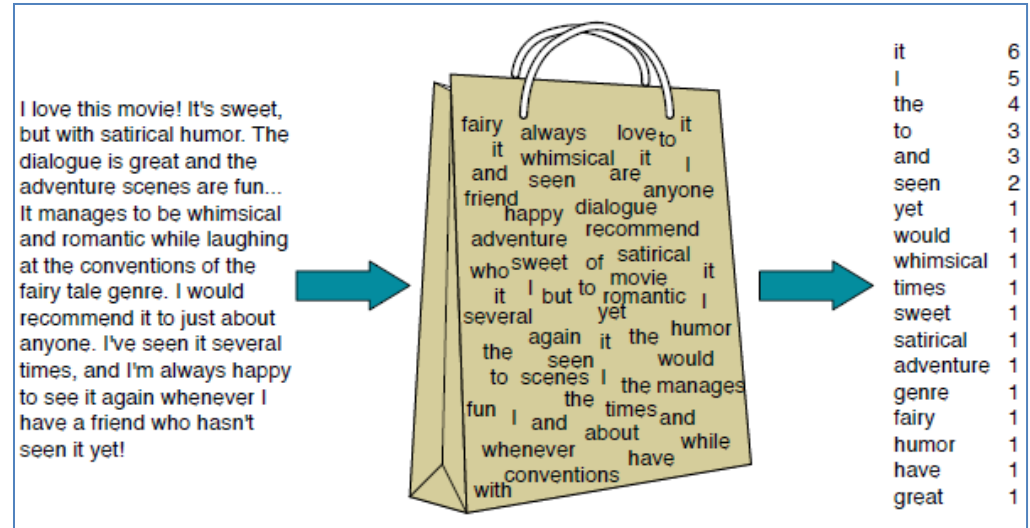 I love this movie! It's sweet,
but with satirical humor. The
dialogue is great and the
adventure scenes are fun...
It manages to be whimsical
and romantic while laughing
at the conventions of the
fairy tale genre. I would
recommend it to just about
anyone. I've seen it several
times, and I'm always happy
to see it again whenever I
have a friend who hasn't
seen it yet!
fairy always love to it
it whimsical it I
and seen are anyone
friend happy dialogue
adventure recommend
who sweet of satirical
it I but to movie it
several yet romantic I
again it the humor
the seen would
to scenes I the manages
fun I and the times and
whenever about while
have
conventions
with
it 6
I 5
the 4
to 3
and 3
seen 2
yet 1
would 1
whimsical 1
times 1
sweet 1
satirical 1
adventure 1
genre 1
fairy 1
humor 1
have 1
great 1